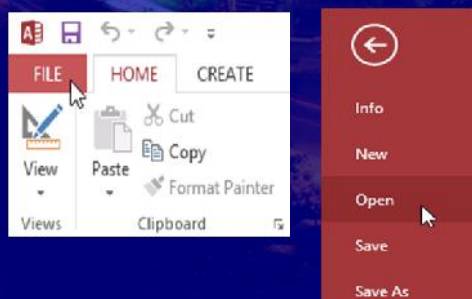 FILE HOME CREATE
View
Paste
Cut
Copy
Format Painter
Views Clipboard
Info
New
Open
Save
Save As